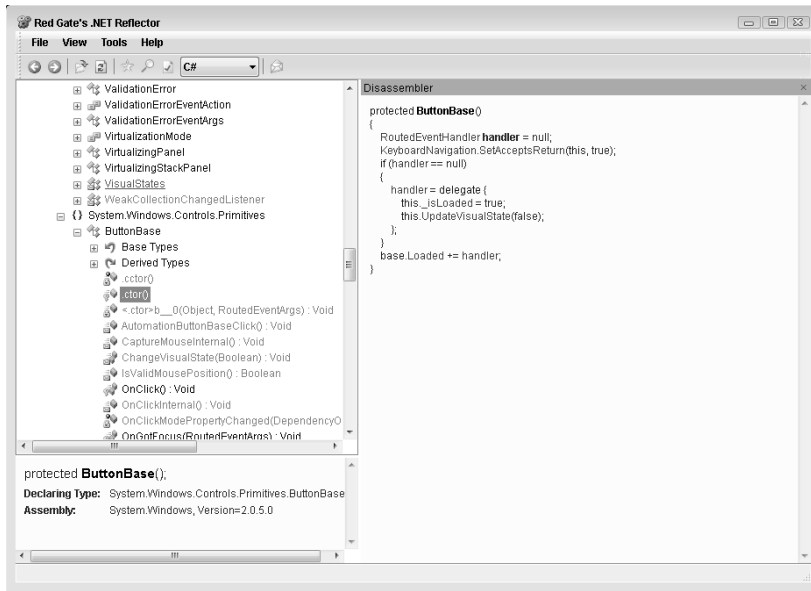 Red Gate's .NET Reflector
File View Tools Help
C#
ValidationError
ValidationErrorEventAction
ValidationErrorEventArgs
VirtualizationMode
VirtualizingPanel
VirtualizingStackPanel
VisualStates
WeakCollectionChangedListener
{} System.Windows.Controls.Primitives
ButtonBase
Base Types
Derived Types
.cctor()
.ctor()
<.ctor>b__0(Object, RoutedEventArgs) : Void
AutomationButtonBaseClick() : Void
CaptureMouseInternal() : Void
ChangeVisualState(Boolean) : Void
IsValidMousePosition() : Boolean
OnClick() : Void
OnClickInternal() : Void
OnClickModePropertyChanged(DependencyO
OnGotFocus(RoutedEventArgs) : Void
protected ButtonBase();
Declaring Type: System.Windows.Controls.Primitives.ButtonBase
Assembly: System.Windows, Version=2.0.5.0
Disassembler
protected ButtonBase()
{
RoutedEventHandler handler = null;
KeyboardNavigation.SetAcceptsReturn(this, true);
if (handler == null)
{
handler = delegate {
this._isLoaded = true;
this.UpdateVisualState(false);
};
}
base.Loaded += handler;
}